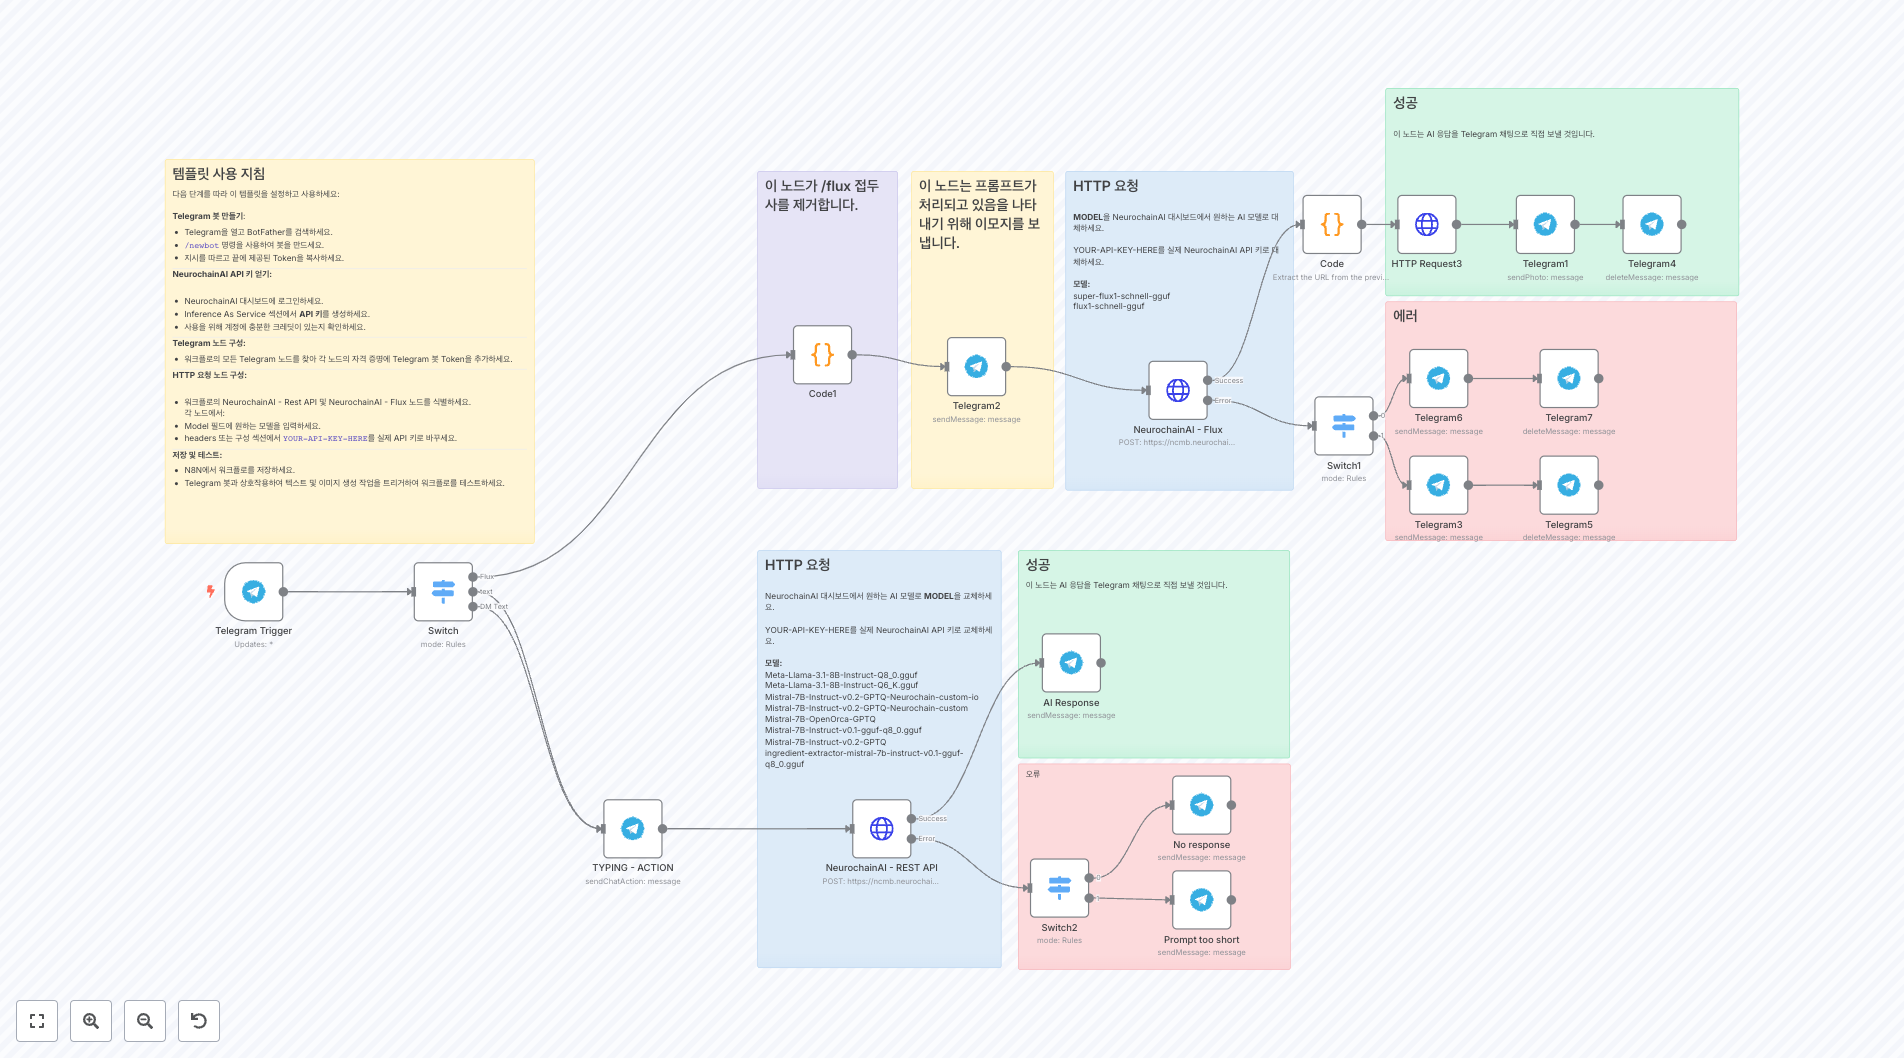 템플릿 사용 지침
다음 단계를 따라 이 템플릿을 설정하고 사용하세요:
Telegram 봇 만들기:
Telegram을 열고 BotFather를 검색하세요.
/newbot 명령을 사용하여 봇을 만드세요.
지시를 따르고 끝에 제공된 Token을 복사하세요.
NeurochainAI API 키 얻기:
NeurochainAI 대시보드에 로그인하세요.
Inference As Service 섹션에서 API 키를 생성하세요.
사용을 위해 계정에 충분한 크레딧이 있는지 확인하세요.
Telegram 노드 구성:
워크플로의 모든 Telegram 노드를 찾아 각 노드의 자격 증명에 Telegram 봇 Token을 추가하세요.
HTTP 요청 노드 구성:
워크플로의 NeurochainAI - Rest API 및 NeurochainAI - Flux 노드를 식별하세요.
각 노드에서:
Model 필드에 원하는 모델을 입력하세요.
headers 또는 구성 섹션에서 YOUR-API-KEY-HERE를 실제 API 키로 바꾸세요.
저장 및 테스트:
N8N에서 워크플로를 저장하세요.
Telegram 봇과 상호작용하여 텍스트 및 이미지 생성 작업을 트리거하여 워크플로를 테스트하세요.
Telegram Trigger
Updates: *
Switch
mode: Rules
Flux
text
DM Text
이 노드가 /flux 접두
사를 제거합니다.
Code1
이 노드는 프롬프트가
처리되고 있음을 나타
내기 위해 이모지를 보
냅니다.
Telegram2
sendMessage: message
HTTP 요청
MODEL을 NeurochainAI 대시보드에서 원하는 AI 모델로 대
체하세요.
YOUR-API-KEY-HERE를 실제 NeurochainAI API 키로 대
체하세요.
모델:
super-flux1-schnell-gguf
flux1-schnell-gguf
Success
Error
NeurochainAI - Flux
POST: https://ncmb.neurochai...
Code
Extract the URL from the previ...
성공
이 노드는 AI 응답을 Telegram 채팅으로 직접 보낼 것입니다.
HTTP Request3
Telegram1
sendPhoto: message
Telegram4
deleteMessage: message
에러
Switch1
mode: Rules
0
1
Telegram6
sendMessage: message
Telegram7
deleteMessage: message
Telegram3
sendMessage: message
Telegram5
deleteMessage: message
TYPING - ACTION
sendChatAction: message
HTTP 요청
NeurochainAI 대시보드에서 원하는 AI 모델로 MODEL을 교체하세
요.
YOUR-API-KEY-HERE를 실제 NeurochainAI API 키로 교체하세
요.
모델:
Meta-Llama-3.1-8B-Instruct-Q8_0.gguf
Meta-Llama-3.1-8B-Instruct-Q6_K.gguf
Mistral-7B-Instruct-v0.2-GPTQ-Neurochain-custom-io
Mistral-7B-Instruct-v0.2-GPTQ-Neurochain-custom
Mistral-7B-OpenOrca-GPTQ
Mistral-7B-Instruct-v0.1-gguf-q8_0.gguf
Mistral-7B-Instruct-v0.2-GPTQ
ingredient-extractor-mistral-7b-instruct-v0.1-gguf-
q8_0.gguf
Success
Error
NeurochainAI - REST API
POST: https://ncmb.neurochai...
성공
이 노드는 AI 응답을 Telegram 채팅으로 직접 보낼 것입니다.
AI Response
sendMessage: message
오류
Switch2
mode: Rules
0
1
No response
sendMessage: message
Prompt too short
sendMessage: message